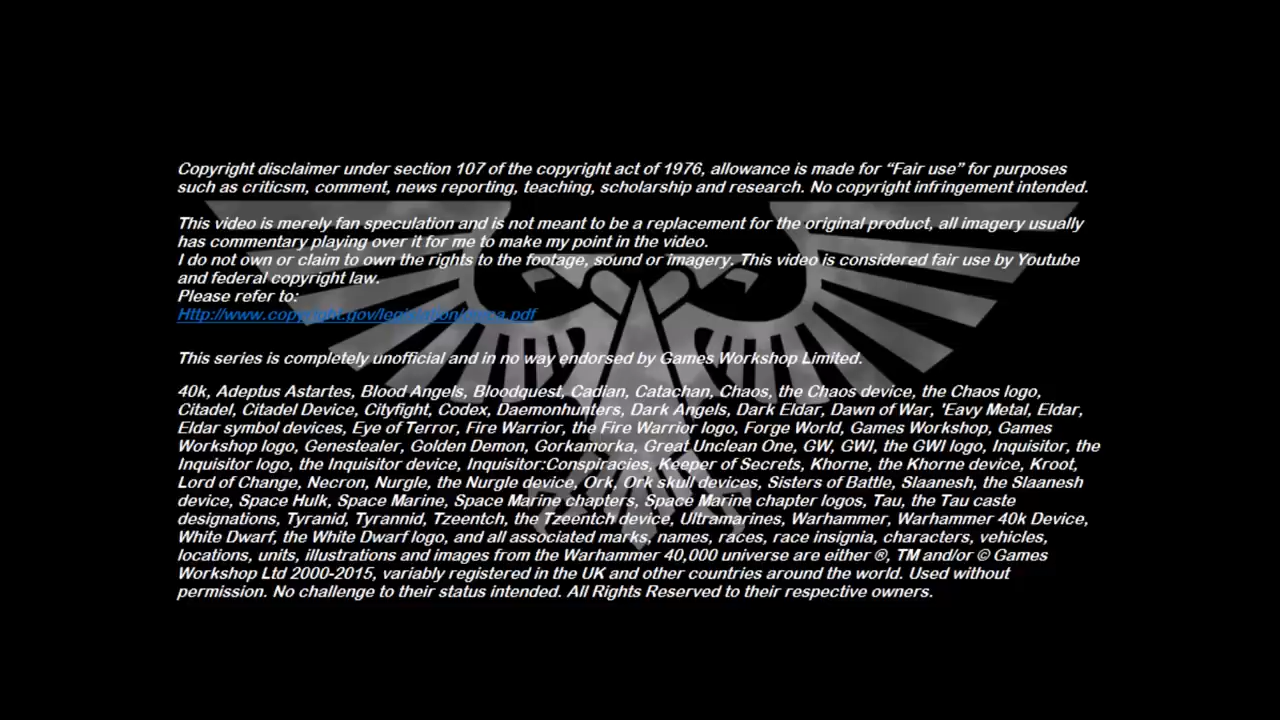 Copyright disclaimer under section 107 of the copyright act of 1976, allowance is made for “Fair use” for purposes
such as criticsm, comment, news reporting, teaching, scholarship and research. No copyright infringement intended.
This video is merely fan speculation and is not meant to be a replacement for the original product, all imagery usually
has commentary playing over it for me to make my point in the video.
I do not own or claim to own the rights to the footage, sound or imagery. This video is considered fair use by Youtube
and federal copyright law.
Please refer to:
Http://www.copyright.gov/legislation/dmca.pdf
This series is completely unofficial and in no way endorsed by Games Workshop Limited.
40k, Adeptus Astartes, Blood Angels, Bloodquest, Cadian, Catachan, Chaos, the Chaos device, the Chaos logo,
Citadel, Citadel Device, Cityfight, Codex, Daemonhunters, Dark Angels, Dark Eldar, Dawn of War, 'Eavy Metal, Eldar,
Eldar symbol devices, Eye of Terror, Fire Warrior, the Fire Warrior logo, Forge World, Games Workshop, Games
Workshop logo, Genestealer, Golden Demon, Gorkamorka, Great Unclean One, GW, GWI, the GWI logo, Inquisitor, the
Inquisitor logo, the Inquisitor device, Inquisitor:Conspiracies, Keeper of Secrets, Khorne, the Khorne device, Kroot,
Lord of Change, Necron, Nurgle, the Nurgle device, Ork, Ork skull devices, Sisters of Battle, Slaanesh, the Slaanesh
device, Space Hulk, Space Marine, Space Marine chapters, Space Marine chapter logos, Tau, the Tau caste
designations, Tyranid, Tyrannid, Tzeentch, the Tzeentch device, Ultramarines, Warhammer, Warhammer 40k Device,
White Dwarf, the White Dwarf logo, and all associated marks, names, races, race insignia, characters, vehicles,
locations, units, illustrations and images from the Warhammer 40,000 universe are either ®, TM and/or © Games
Workshop Ltd 2000-2015, variably registered in the UK and other countries around the world. Used without
permission. No challenge to their status intended. All Rights Reserved to their respective owners.